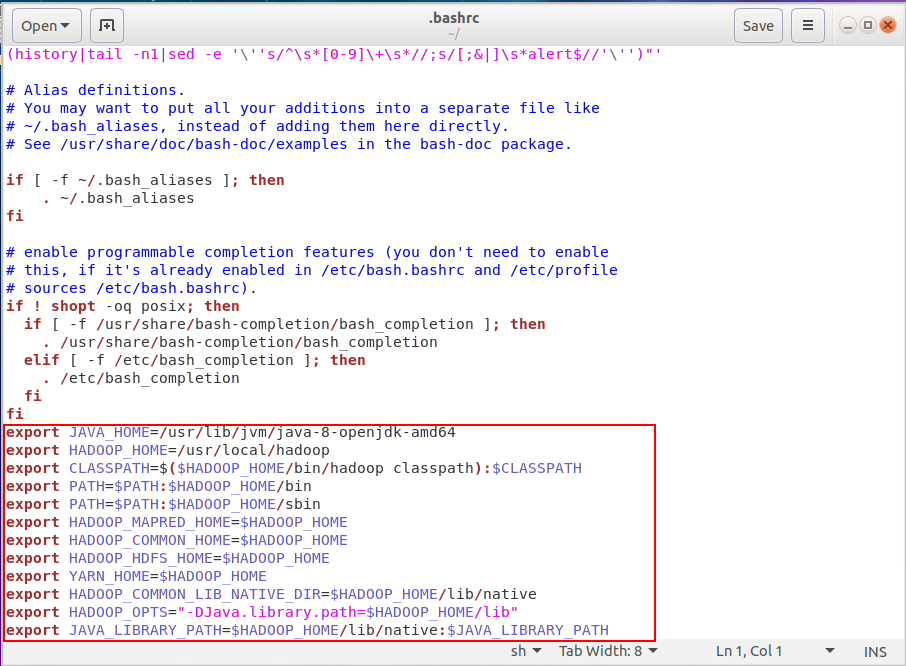 Open
.bashrc
~/
Save
(history|tail -n1|sed -e '\''s/^\s*[0-9]\+\s*//;s/[;&|]\s*alert$//'\'')"'
# Alias definitions.
# You may want to put all your additions into a separate file like
# ~/.bash_aliases, instead of adding them here directly.
# See /usr/share/doc/bash-doc/examples in the bash-doc package.
if [ -f ~/.bash_aliases ]; then
    . ~/.bash_aliases
fi
# enable programmable completion features (you don't need to enable
# this, if it's already enabled in /etc/bash.bashrc and /etc/profile
# sources /etc/bash.bashrc).
if ! shopt -oq posix; then
  if [ -f /usr/share/bash-completion/bash_completion ]; then
    . /usr/share/bash-completion/bash_completion
  elif [ -f /etc/bash_completion ]; then
    . /etc/bash_completion
  fi
fi
export JAVA_HOME=/usr/lib/jvm/java-8-openjdk-amd64
export HADOOP_HOME=/usr/local/hadoop
export CLASSPATH=$($HADOOP_HOME/bin/hadoop classpath):$CLASSPATH
export PATH=$PATH:$HADOOP_HOME/bin
export PATH=$PATH:$HADOOP_HOME/sbin
export HADOOP_MAPRED_HOME=$HADOOP_HOME
export HADOOP_COMMON_HOME=$HADOOP_HOME
export HADOOP_HDFS_HOME=$HADOOP_HOME
export YARN_HOME=$HADOOP_HOME
export HADOOP_COMMON_LIB_NATIVE_DIR=$HADOOP_HOME/lib/native
export HADOOP_OPTS="-DJava.library.path=$HADOOP_HOME/lib"
export JAVA_LIBRARY_PATH=$HADOOP_HOME/lib/native:$JAVA_LIBRARY_PATH
sh Tab Width: 8 Ln 1, Col 1 INS